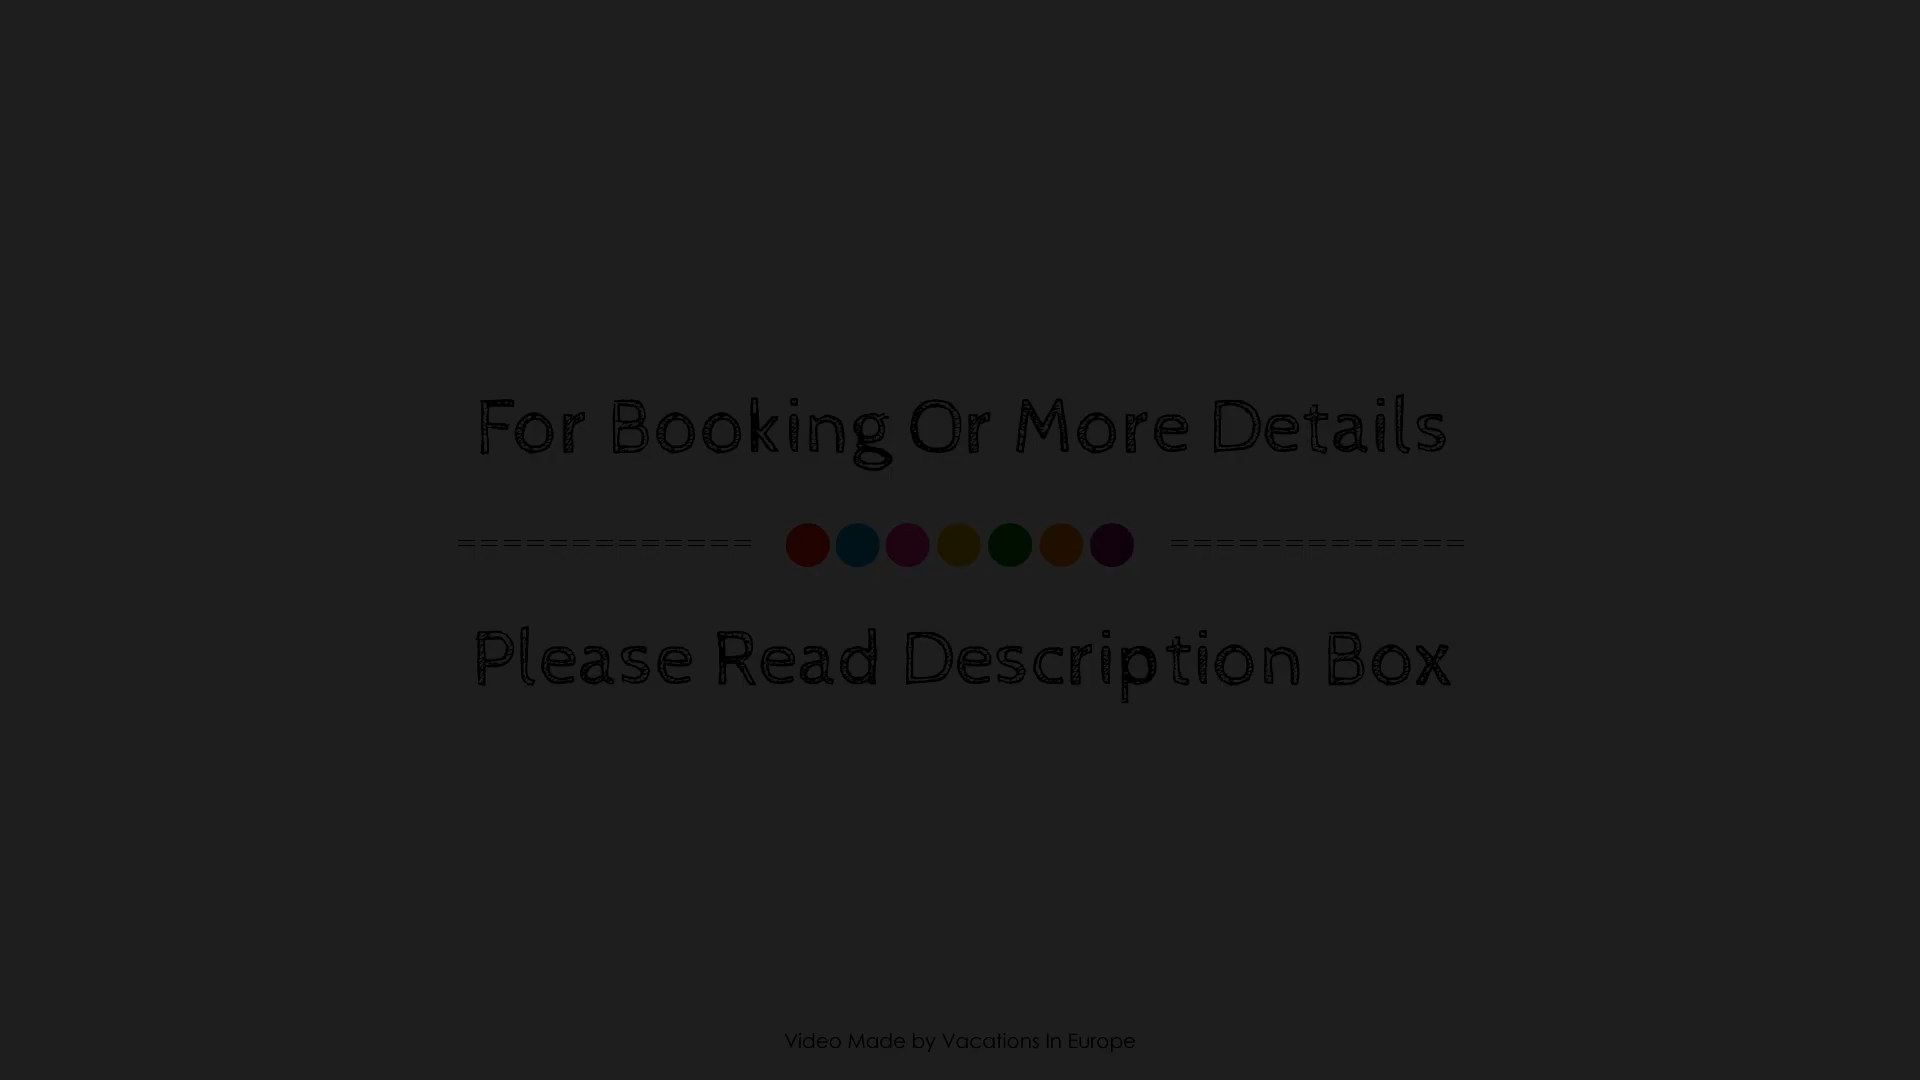 For Booking Or More Details
============= =============
Please Read Description Box
Video Made by Vacations In Europe